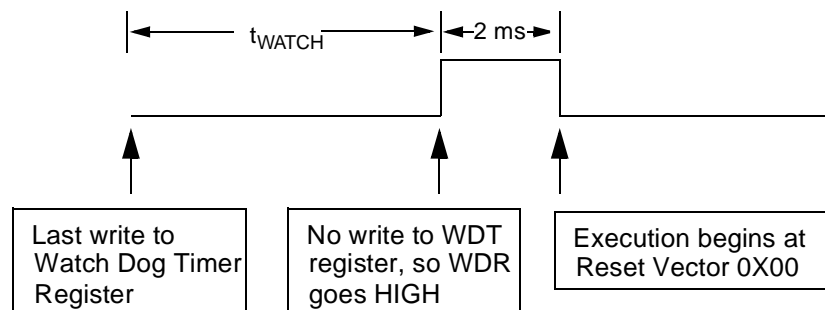 tWATCH
2 ms
Last write to
Watch Dog Timer
Register
No write to WDT
register, so WDR
goes HIGH
Execution begins at
Reset Vector 0X00